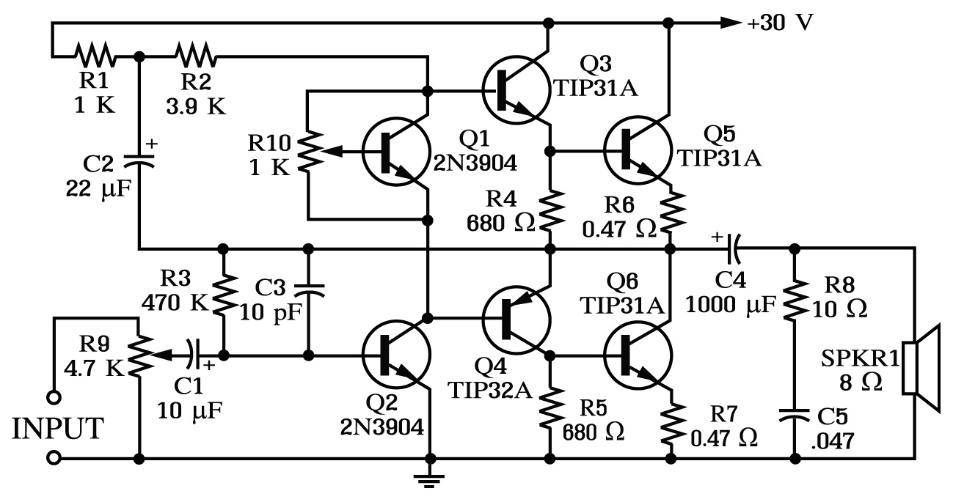 +30 V
R1
1 K
R2
3.9 K
Q3
TIP31A
R10
1 K
Q1
2N3904
Q5
TIP31A
+
C2
22 µF
R4
680 Ω
R6
0.47 Ω
+
C4
1000 µF
R3
470 K
C3
10 pF
Q6
TIP31A
R8
10 Ω
R9
4.7 K
+
C1
10 µF
Q4
TIP32A
SPKR1
8 Ω
Q2
2N3904
R5
680 Ω
R7
0.47 Ω
C5
.047
INPUT